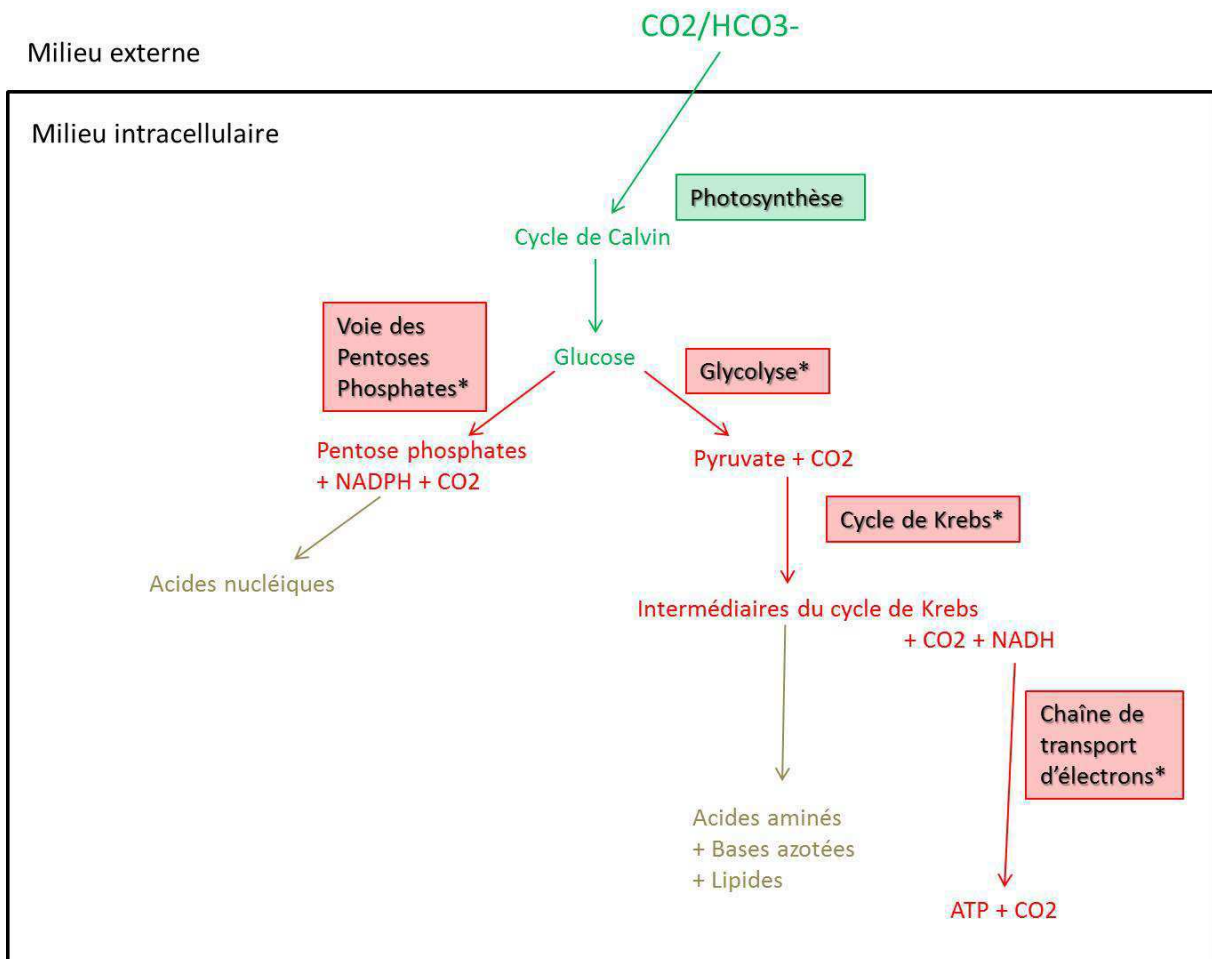 CO2/HCO3-
Milieu externe
Milieu intracellulaire
Photosynthèse
Cycle de Calvin
Voie des
Pentoses
Phosphates*
Glucose
Glycolyse*
Pentose phosphates
+ NADPH + CO2
Pyruvate + CO2
Cycle de Krebs*
Acides nucléiques
Intermédiaires du cycle de Krebs
+ CO2 + NADH
Chaîne de
transport
d'électrons*
Acides aminés
+ Bases azotées
+ Lipides
ATP + CO2